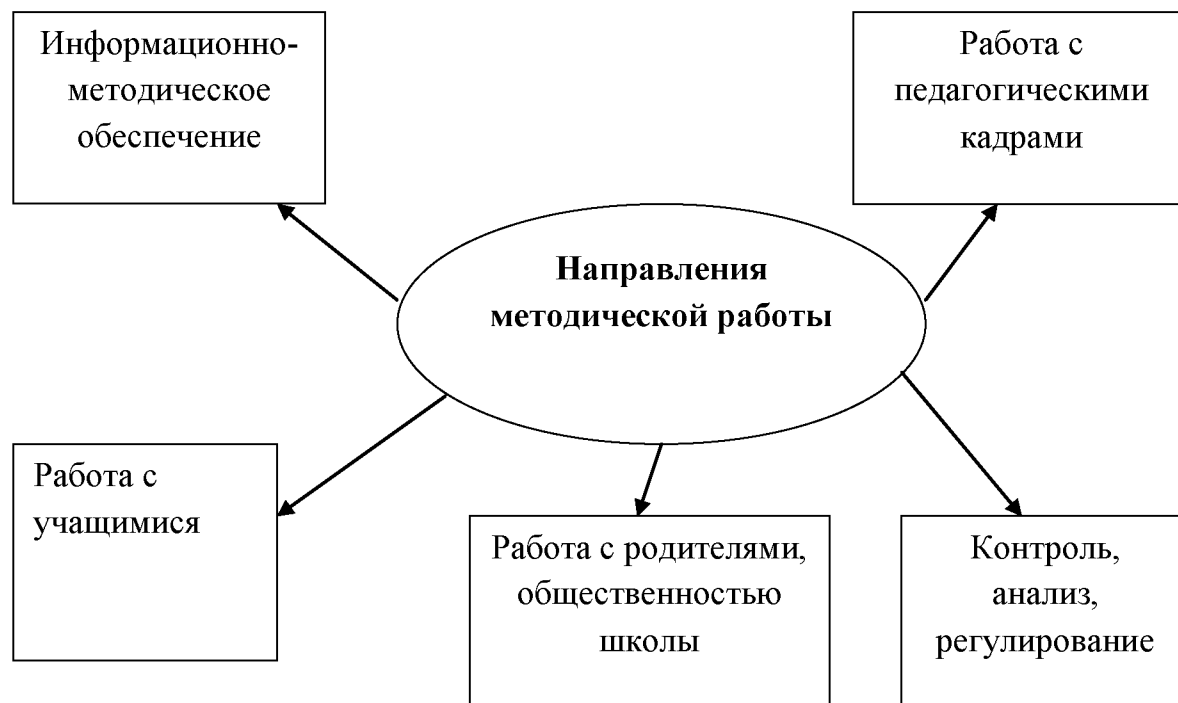 Информационно-
методическое
обеспечение
Работа с
педагогическими
кадрами
Направления
методической работы
Работа с
учащимися
Работа с родителями,
общественностью
школы
Контроль,
анализ,
регулирование